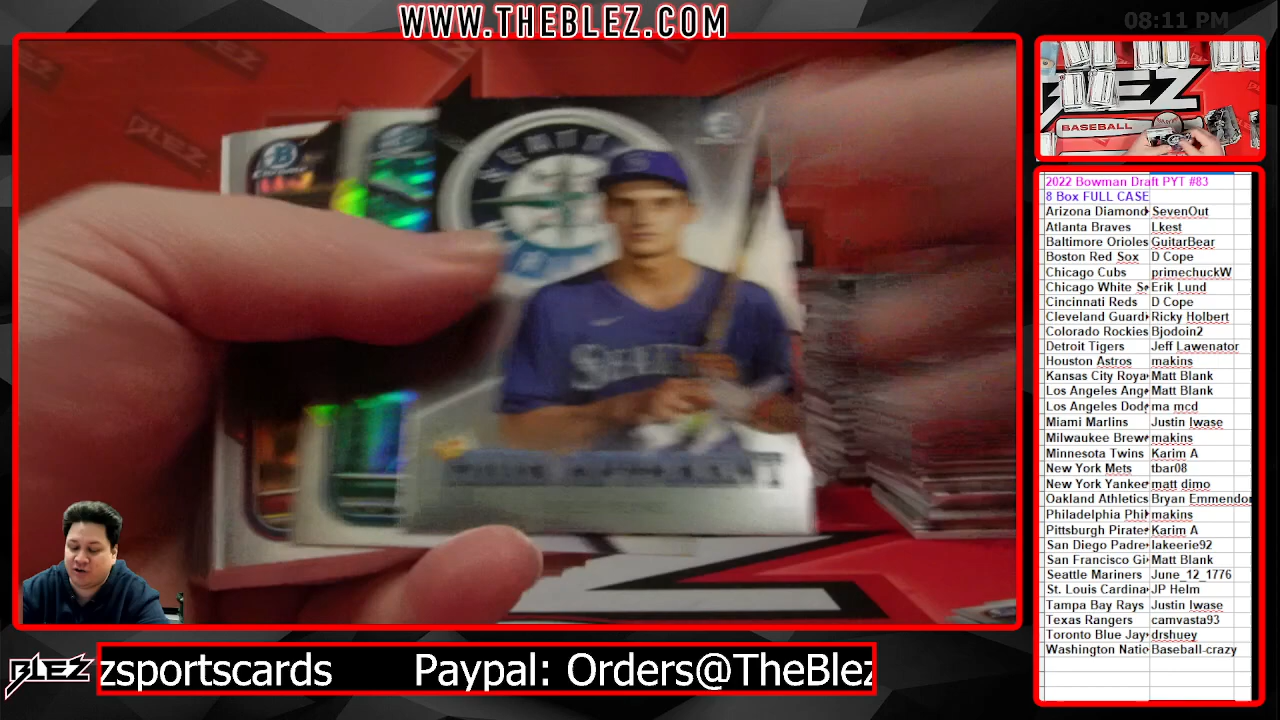 WWW.THEBLEZ.COM
08:11 PM
BLEZ
BASEBALL
2022 Bowman Draft PYT #83
8 Box FULL CASE
Arizona Diamond SevenOut
Atlanta Braves Lkest
Baltimore Orioles GuitarBear
Boston Red Sox D Cope
Chicago Cubs primechuckW
Chicago White S Erik Lund
Cincinnati Reds D Cope
Cleveland Guardi Ricky Holbert
Colorado Rockies Bjodoin2
Detroit Tigers Jeff Lawenator
Houston Astros makins
Kansas City Roya Matt Blank
Los Angeles Ang Matt Blank
Los Angeles Dod ma mcd
Miami Marlins Justin Iwase
Milwaukee Brew makins
Minnesota Twins Karim A
New York Mets tbar08
New York Yankee matt dimo
Oakland Athletics Bryan Emmendor
Philadelphia Phi makins
Pittsburgh Pirate Karim A
San Diego Padre lakeerie92
San Francisco Gi Matt Blank
Seattle Mariners June_12_1776
St. Louis Cardina JP Helm
Tampa Bay Rays Justin Iwase
Texas Rangers camvasta93
Toronto Blue Jay drshuey
Washington Natio Baseball-crazy
BLEZ zsportscards Paypal: Orders@TheBlez